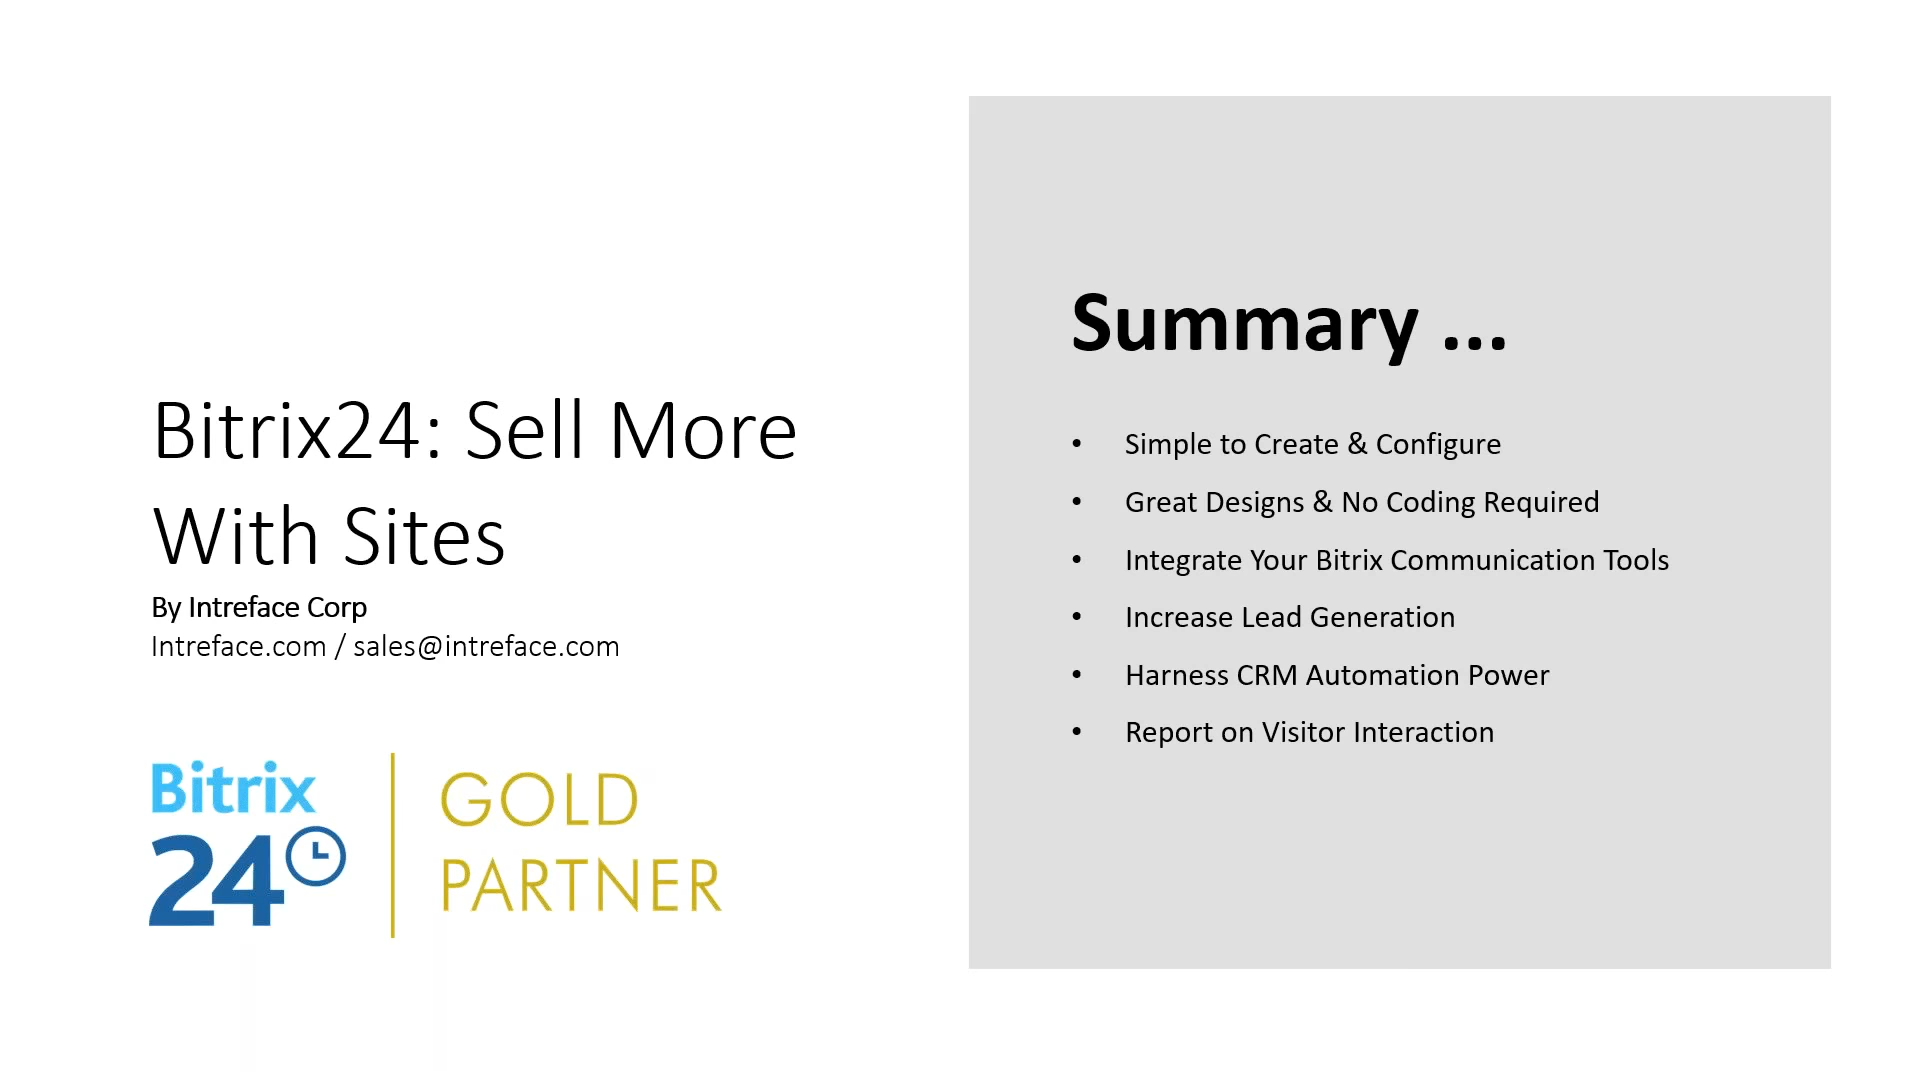 Bitrix24: Sell More
With Sites
By Intreface Corp
Intreface.com / sales@intreface.com
Bitrix
24
GOLD
PARTNER
Summary ...
• Simple to Create & Configure
• Great Designs & No Coding Required
• Integrate Your Bitrix Communication Tools
• Increase Lead Generation
• Harness CRM Automation Power
• Report on Visitor Interaction